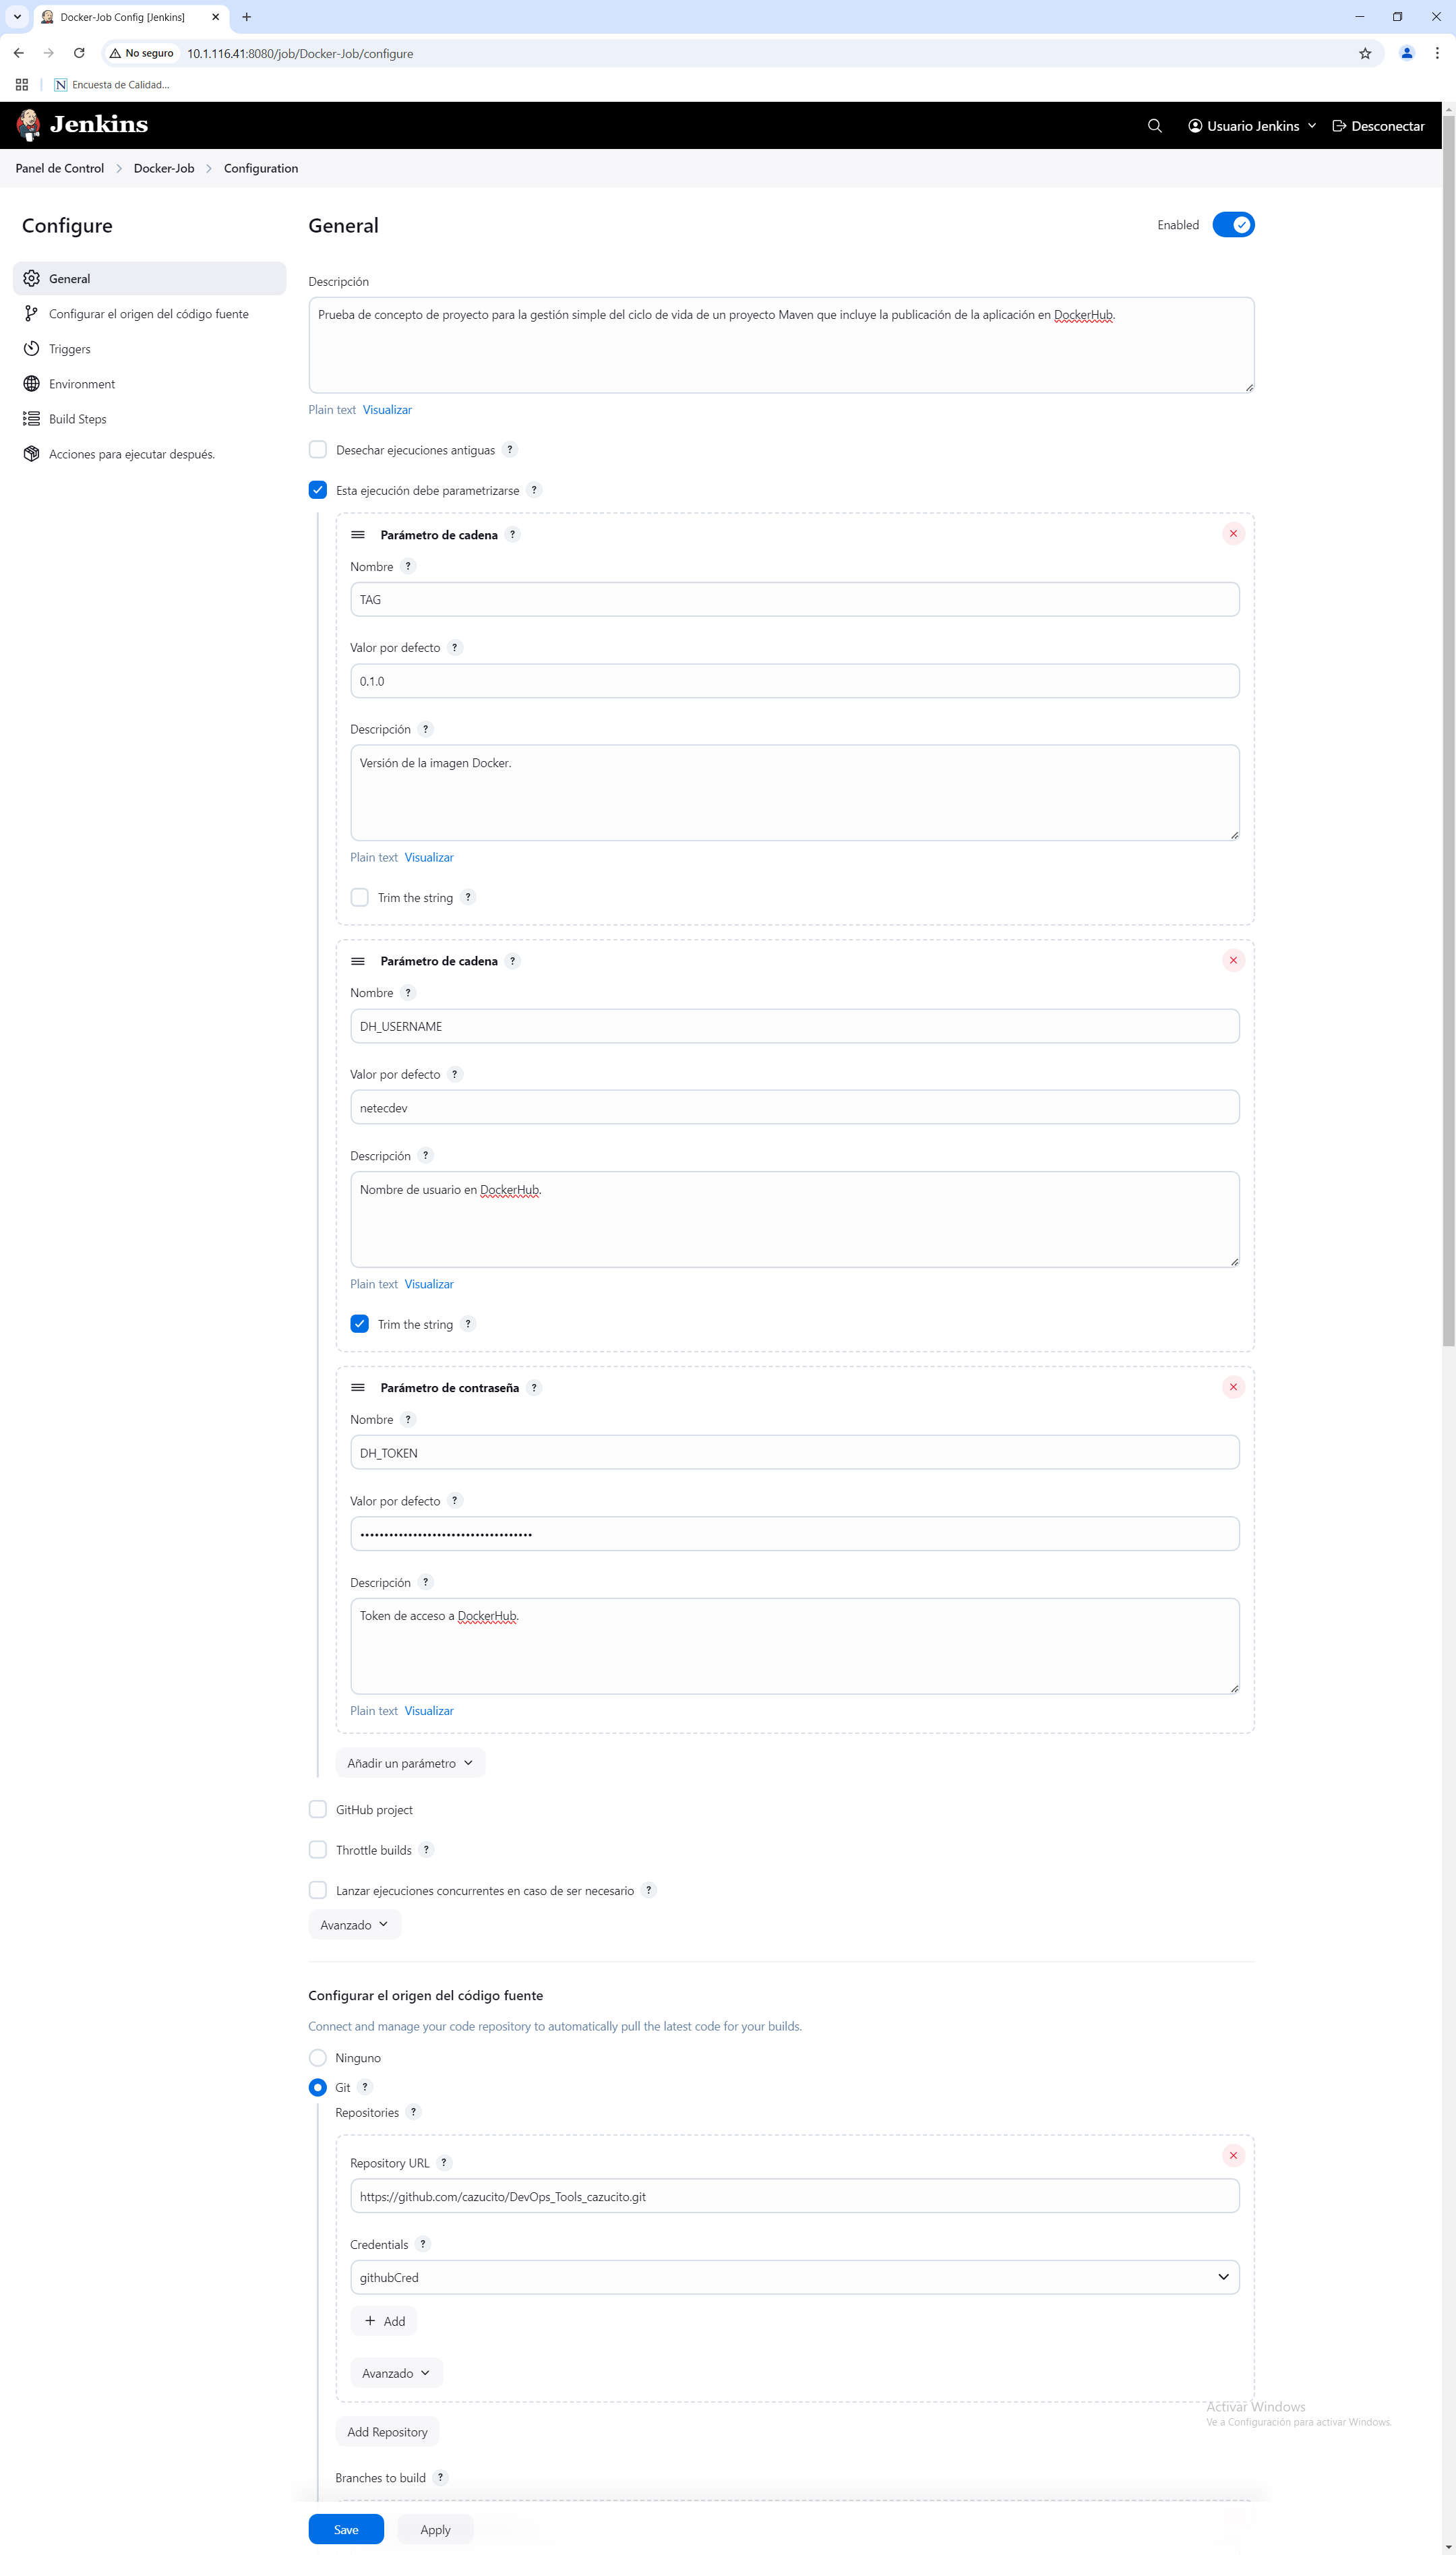 Docker-Job Config [Jenkins]
No seguro
10.1.116.41:8080/job/Docker-Job/configure
Encuesta de Calidad...
Jenkins
Usuario Jenkins
Desconectar
Panel de Control
Docker-Job
Configuration
Configure
General
Configurar el origen del código fuente
Triggers
Environment
Build Steps
Acciones para ejecutar después.
General
Enabled
Descripción
Prueba de concepto de proyecto para la gestión simple del ciclo de vida de un proyecto Maven que incluye la publicación de la aplicación en DockerHub.
Plain text Visualizar
Desechar ejecuciones antiguas ?
Esta ejecución debe parametrizarse ?
Parámetro de cadena ?
Nombre ?
TAG
Valor por defecto ?
0.1.0
Descripción ?
Versión de la imagen Docker.
Plain text Visualizar
Trim the string ?
Parámetro de cadena ?
Nombre ?
DH_USERNAME
Valor por defecto ?
netecdev
Descripción ?
Nombre de usuario en DockerHub.
Plain text Visualizar
Trim the string ?
Parámetro de contraseña ?
Nombre ?
DH_TOKEN
Valor por defecto ?
••••••••••••••••••••••••••••••••••••
Descripción ?
Token de acceso a DockerHub.
Plain text Visualizar
Añadir un parámetro
GitHub project
Throttle builds ?
Lanzar ejecuciones concurrentes en caso de ser necesario ?
Avanzado
Configurar el origen del código fuente
Connect and manage your code repository to automatically pull the latest code for your builds.
Ninguno
Git ?
Repositories ?
Repository URL ?
https://github.com/cazucito/DevOps_Tools_cazucito.git
Credentials ?
githubCred
+ Add
Avanzado
Activar Windows
Ve a Configuración para activar Windows.
Add Repository
Branches to build ?
Save
Apply